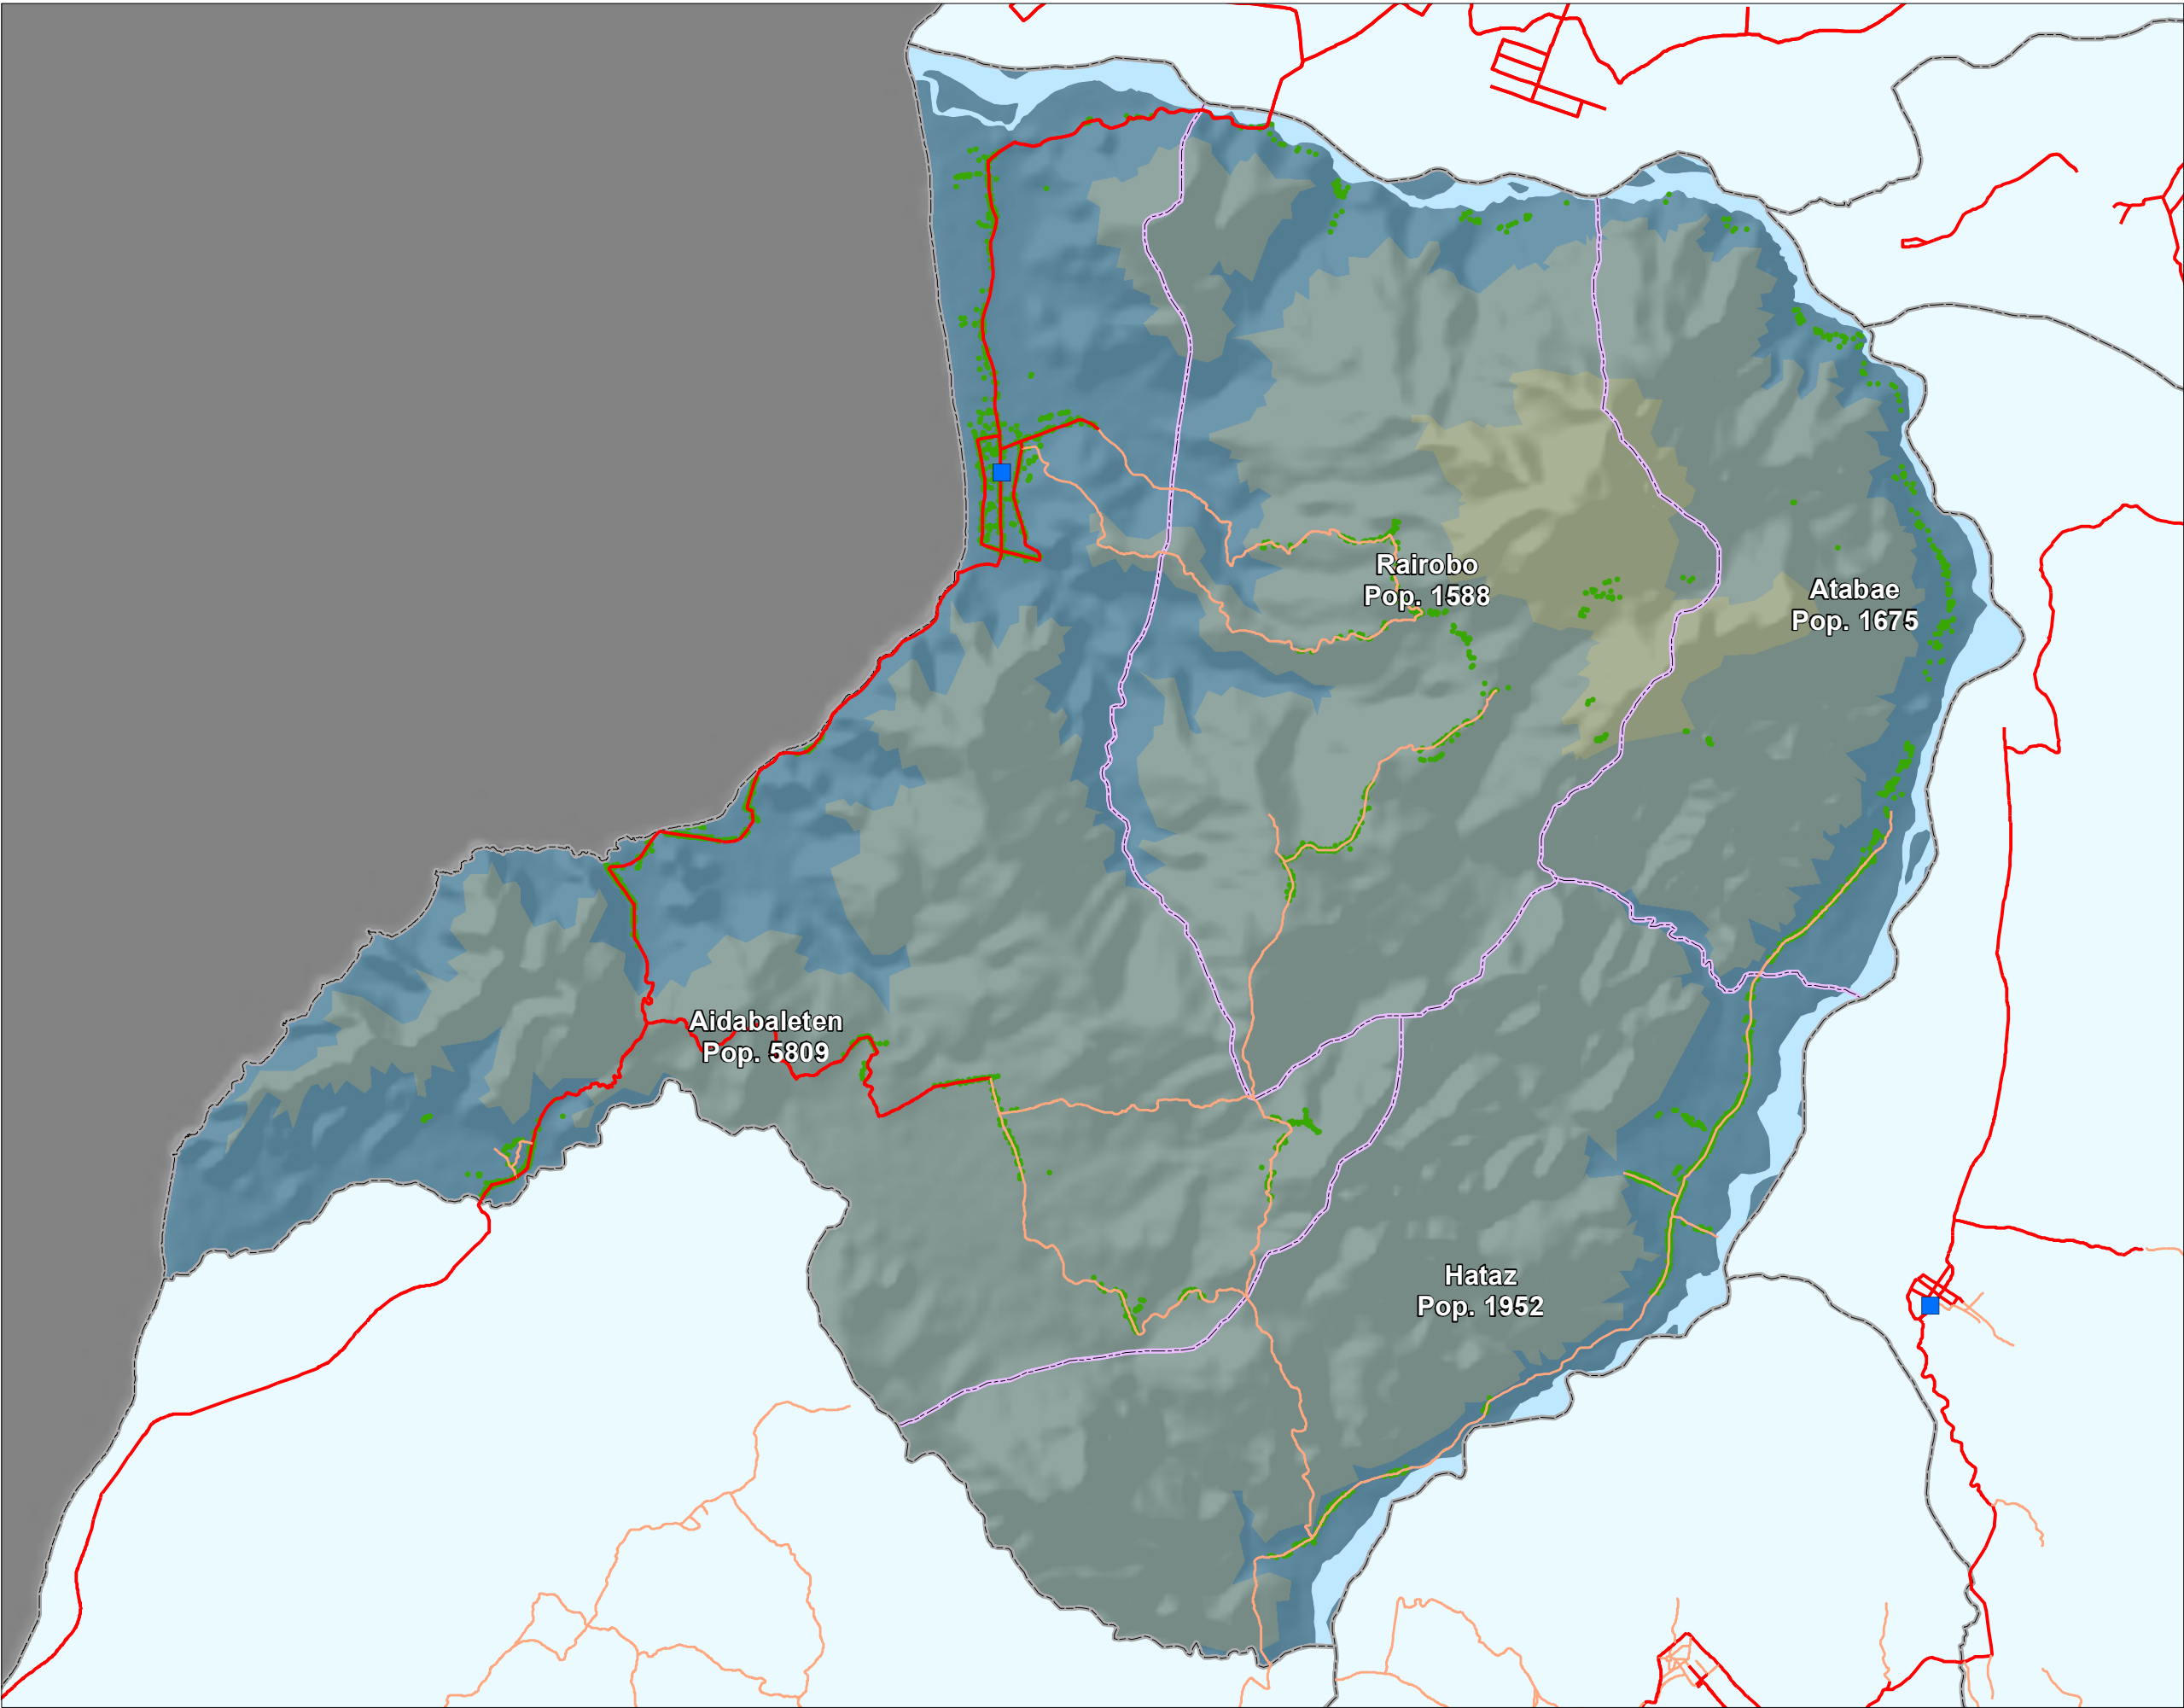 Rairobo
Pop. 1588
Atabae
Pop. 1675
Aidabaleten
Pop. 5809
Hataz
Pop. 1952